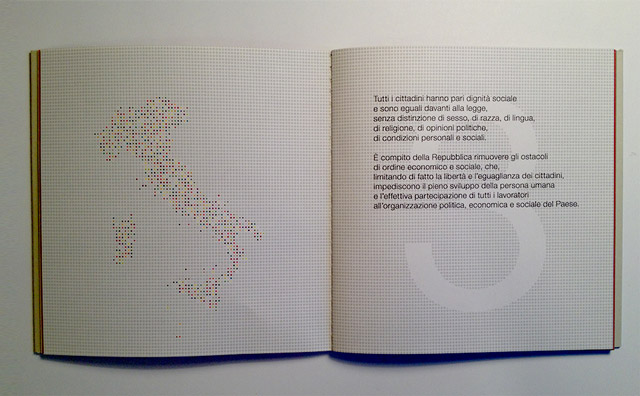 Tutti i cittadini hanno pari dignità sociale
e sono eguali davanti alla legge,
senza distinzione di sesso, di razza, di lingua,
di religione, di opinioni politiche,
di condizioni personali e sociali.
È compito della Repubblica rimuovere gli ostacoli
di ordine economico e sociale, che,
limitando di fatto la libertà e l'eguaglianza dei cittadini,
impediscono il pieno sviluppo della persona umana
e l'effettiva partecipazione di tutti i lavoratori
all'organizzazione politica, economica e sociale del Paese.
3